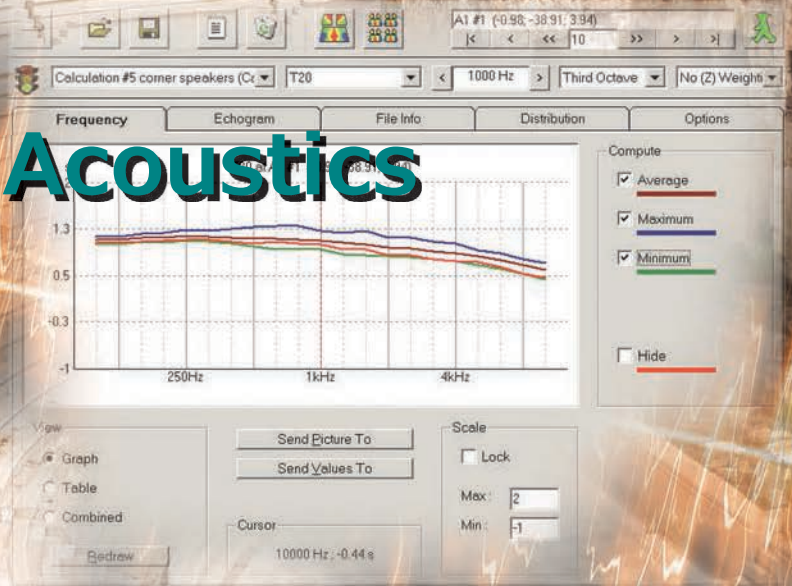 A1 #1 (-0.98; -38.91; 3.94)
|< < << 10 >> > >|
Calculation #5 corner speakers (Ca T20 < 1000 Hz > Third Octave No (Z) Weighti
Frequency Echogram File Info Distribution Options
Acoustics
Compute
Average
Maximum
Minimum
Hide
1.3
0.5
-0.3
-1
250Hz 1kHz 4kHz
View
Graph
Table
Combined
Redraw
Send Picture To
Send Values To
Cursor
10000 Hz ; -0.44 s
Scale
Lock
Max : 2
Min : -1